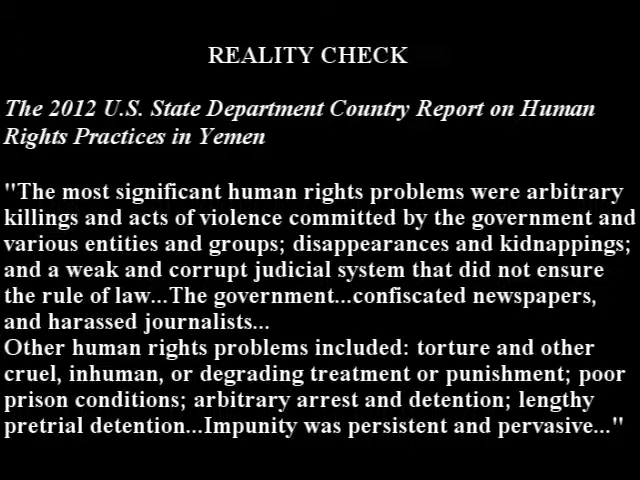 REALITY CHECK
The 2012 U.S. State Department Country Report on Human
Rights Practices in Yemen
"The most significant human rights problems were arbitrary
killings and acts of violence committed by the government and
various entities and groups; disappearances and kidnappings;
and a weak and corrupt judicial system that did not ensure
the rule of law...The government...confiscated newspapers,
and harassed journalists...
Other human rights problems included: torture and other
cruel, inhuman, or degrading treatment or punishment; poor
prison conditions; arbitrary arrest and detention; lengthy
pretrial detention...Impunity was persistent and pervasive..."